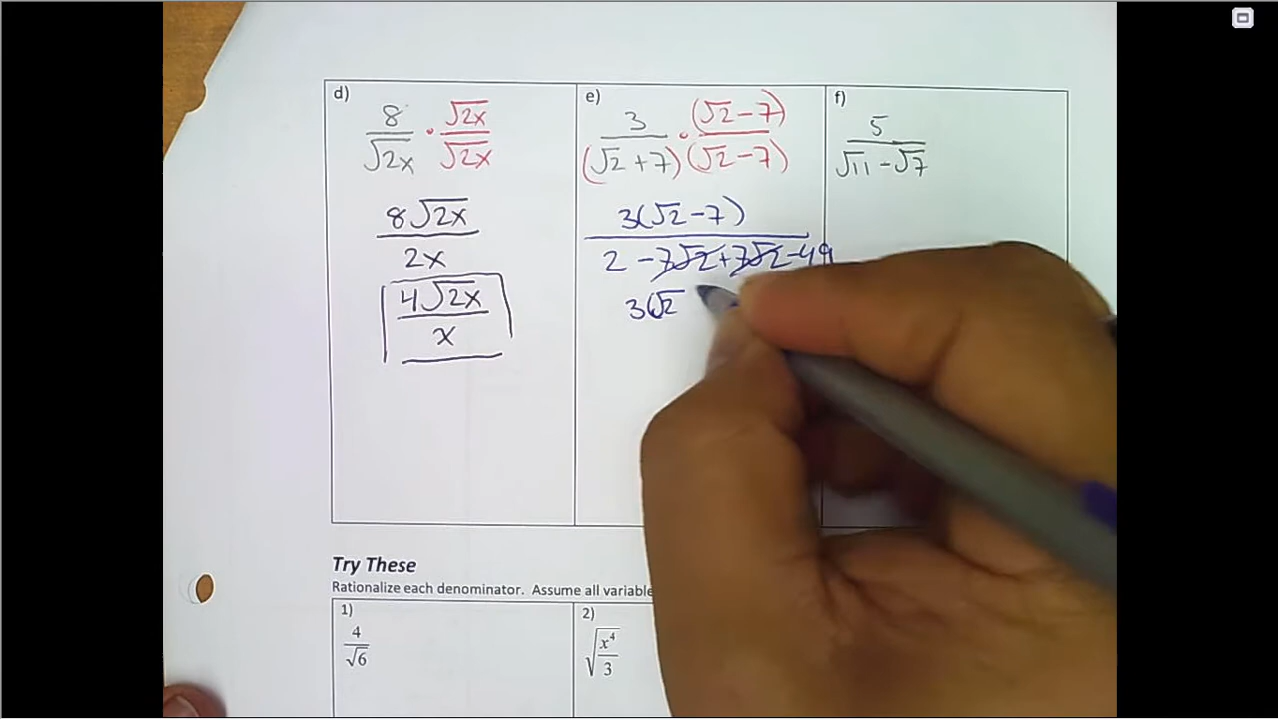 d)
8/√2x · √2x/√2x
8√2x
2x
4√2x
x
e)
3/(√2 + 7) · (√2 - 7)/(√2 - 7)
3(√2 - 7)
2 - 7√2 + 7√2 - 49
3(√2
f)
5
√11 - √7
Try These
Rationalize each denominator. Assume all variable
1)
4
√6
2)
√x⁴/3